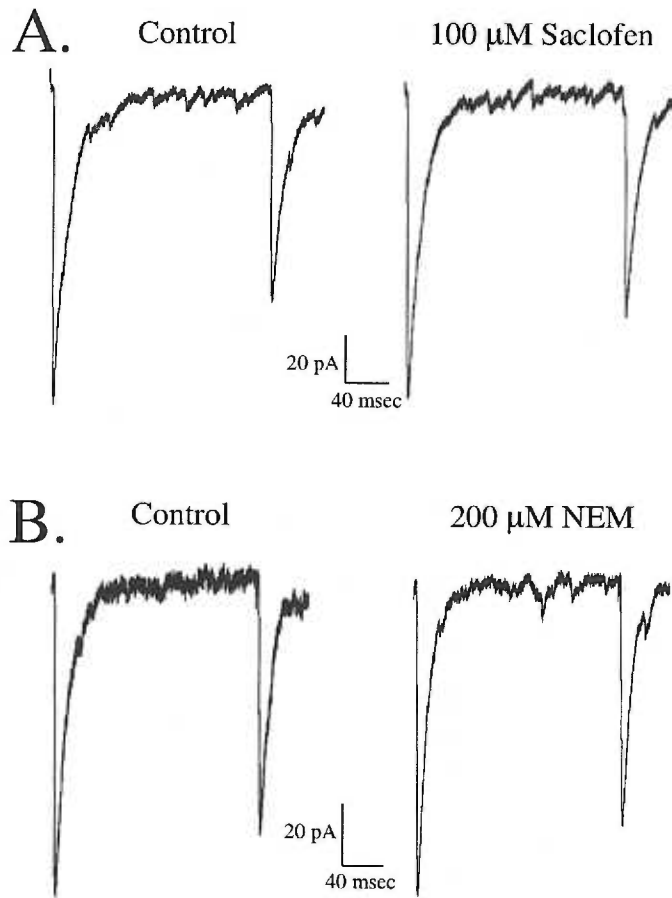 A.
Control
100 μM Saclofen
20 pA
40 msec
B.
Control
200 μM NEM
20 pA
40 msec